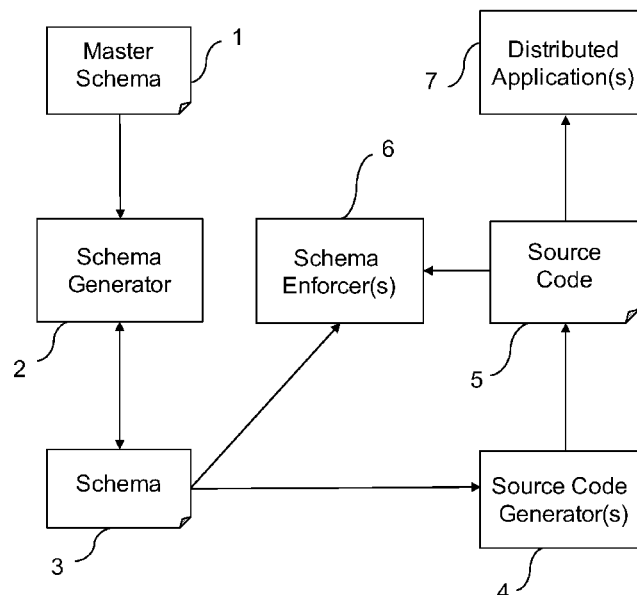 1
Master
Schema
Distributed
Application(s)
7
6
Schema
Generator
2
Schema
Enforcer(s)
Source
Code
5
Schema
3
Source Code
Generator(s)
4